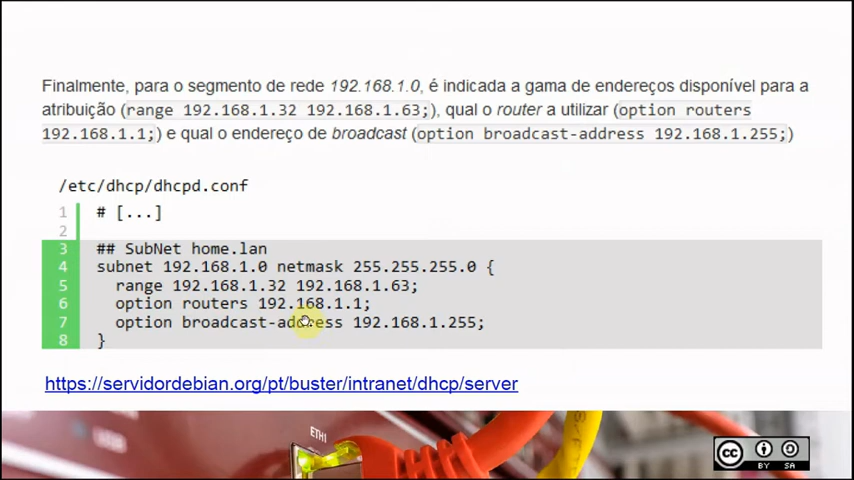 Finalmente, para o segmento de rede 192.168.1.0, é indicada a gama de endereços disponível para a
atribuição (range 192.168.1.32 192.168.1.63;), qual o router a utilizar (option routers
192.168.1.1;) e qual o endereço de broadcast (option broadcast-address 192.168.1.255;)
/etc/dhcp/dhcpd.conf
1 # [...]
2
3 ## SubNet home.lan
4 subnet 192.168.1.0 netmask 255.255.255.0 {
5 range 192.168.1.32 192.168.1.63;
6 option routers 192.168.1.1;
7 option broadcast-address 192.168.1.255;
8 }
https://servidordebian.org/pt/buster/intranet/dhcp/server
ETH1
cc BY SA